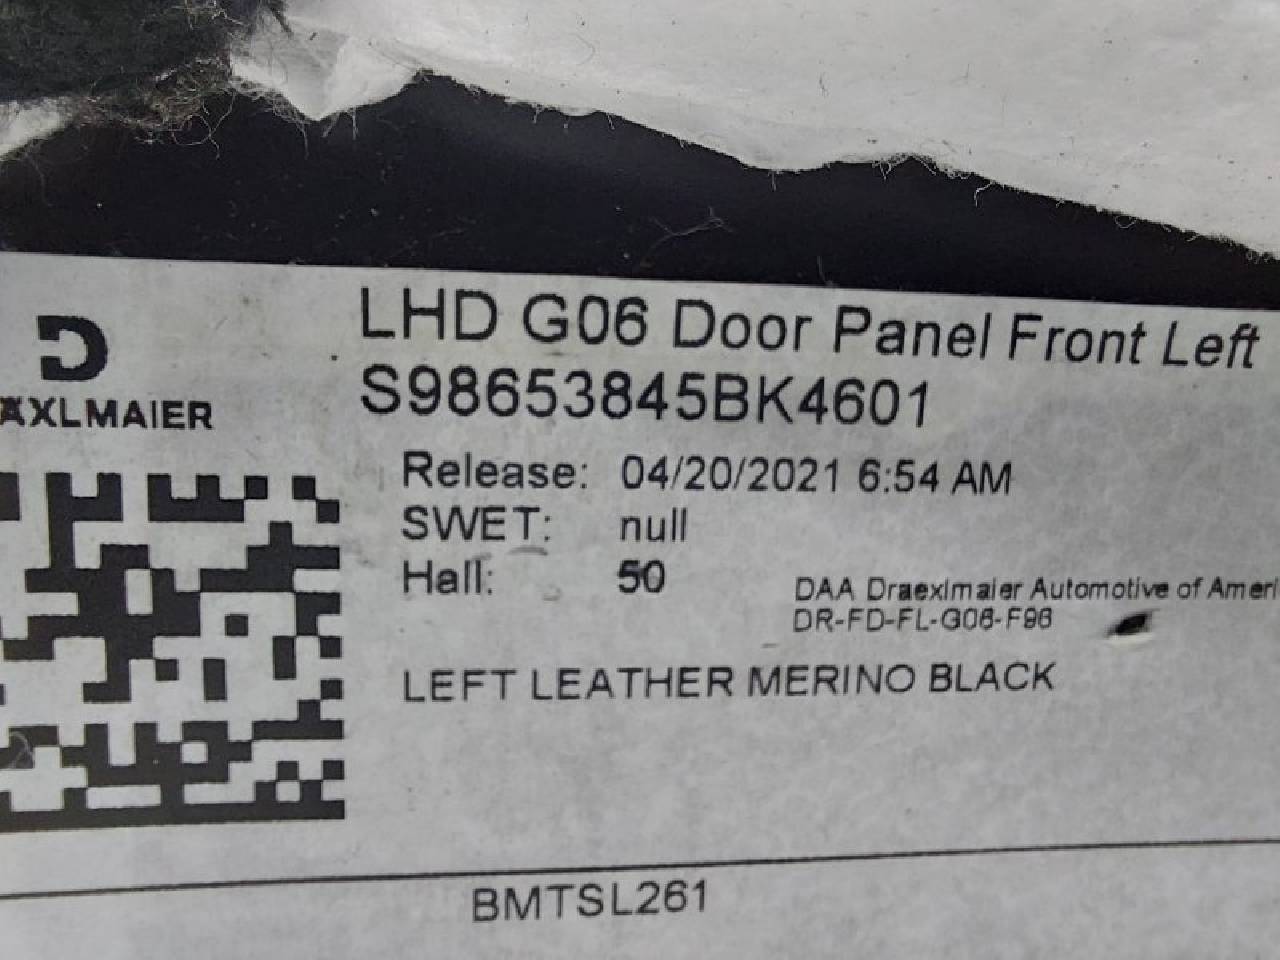 LHD G06 Door Panel Front Left
S98653845BK4601
ÄXLMAIER
Release: 04/20/2021 6:54 AM
SWET: null
Hall: 50
DAA Draexlmaier Automotive of Ameri
DR-FD-FL-G06-F96
LEFT LEATHER MERINO BLACK
BMTSL261